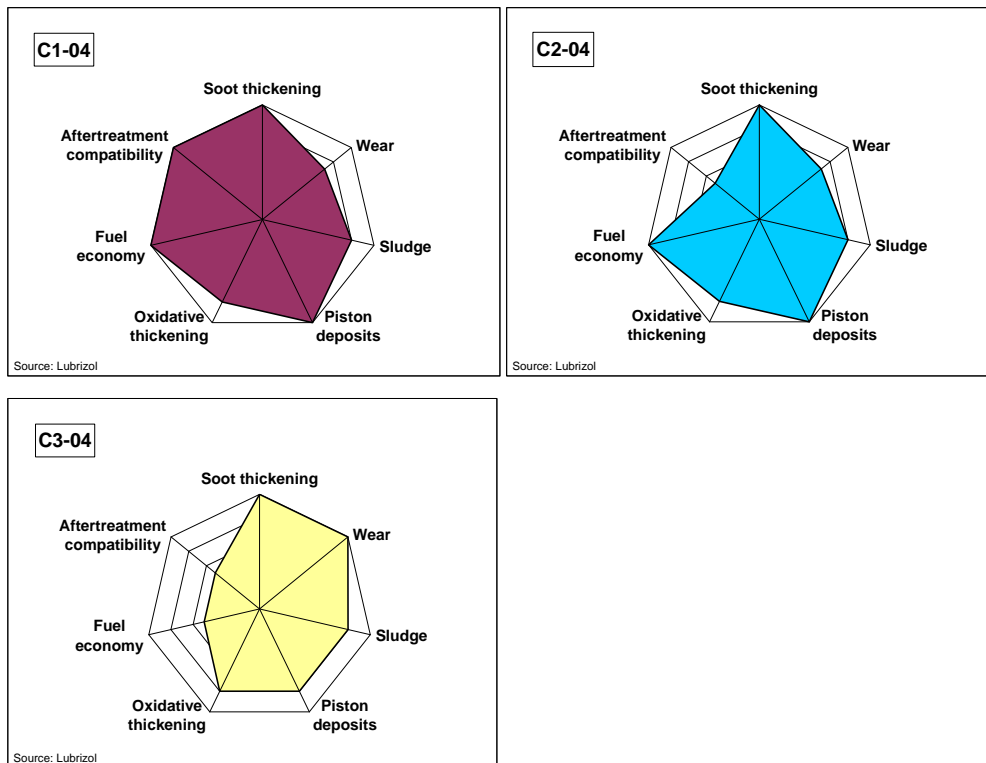 C1-04
Soot thickening
Aftertreatment
compatibility
Wear
Fuel
economy
Sludge
Oxidative
thickening
Piston
deposits
Source: Lubrizol
C2-04
Soot thickening
Aftertreatment
compatibility
Wear
Fuel
economy
Sludge
Oxidative
thickening
Piston
deposits
Source: Lubrizol
C3-04
Soot thickening
Aftertreatment
compatibility
Wear
Fuel
economy
Sludge
Oxidative
thickening
Piston
deposits
Source: Lubrizol